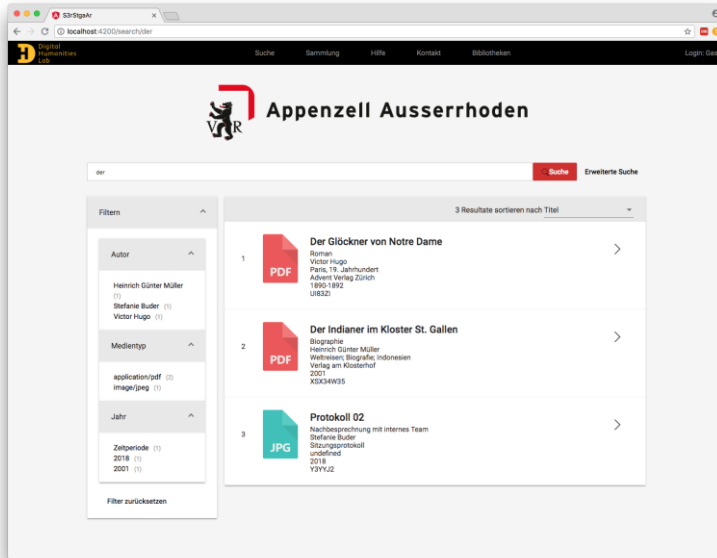 S3rStgaAr
localhost:4200/search/der
Digital
Humanities
Lab
Suche Sammlung Hilfe Kontakt Bibliotheken Login: Gas
VR
Appenzell Ausserrhoden
der
Suche Erweiterte Suche
Filtern
Autor
Heinrich Günter Müller
(1)
Stefanie Buder (1)
Victor Hugo (1)
Medientyp
application/pdf (2)
image/jpeg (1)
Jahr
Zeitperiode (1)
2018 (1)
2001 (1)
Filter zurücksetzen
3 Resultate sortieren nach Titel
1
PDF
Der Glöckner von Notre Dame
Roman
Victor Hugo
Paris, 19. Jahrhundert
Advent Verlag Zürich
1890-1892
UI83ZI
2
PDF
Der Indianer im Kloster St. Gallen
Biographie
Heinrich Günter Müller
Weltreisen; Biografie; Indonesien
Verlag am Klosterhof
2001
XSX34W35
3
JPG
Protokoll 02
Nachbesprechnung mit internes Team
Stefanie Buder
Sitzungsprotokoll
undefined
2018
Y3YYJ2